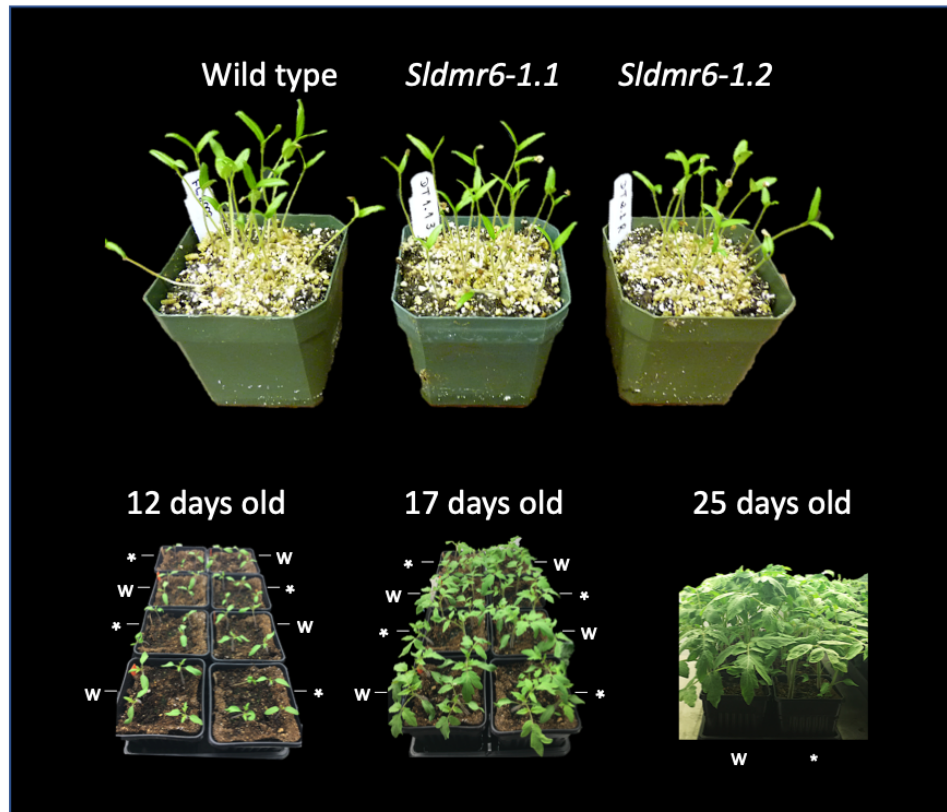 Wild type Sldmr6-1.1 Sldmr6-1.2
12 days old 17 days old 25 days old
* W * W
W * W *
* W * W
W * W *
W *